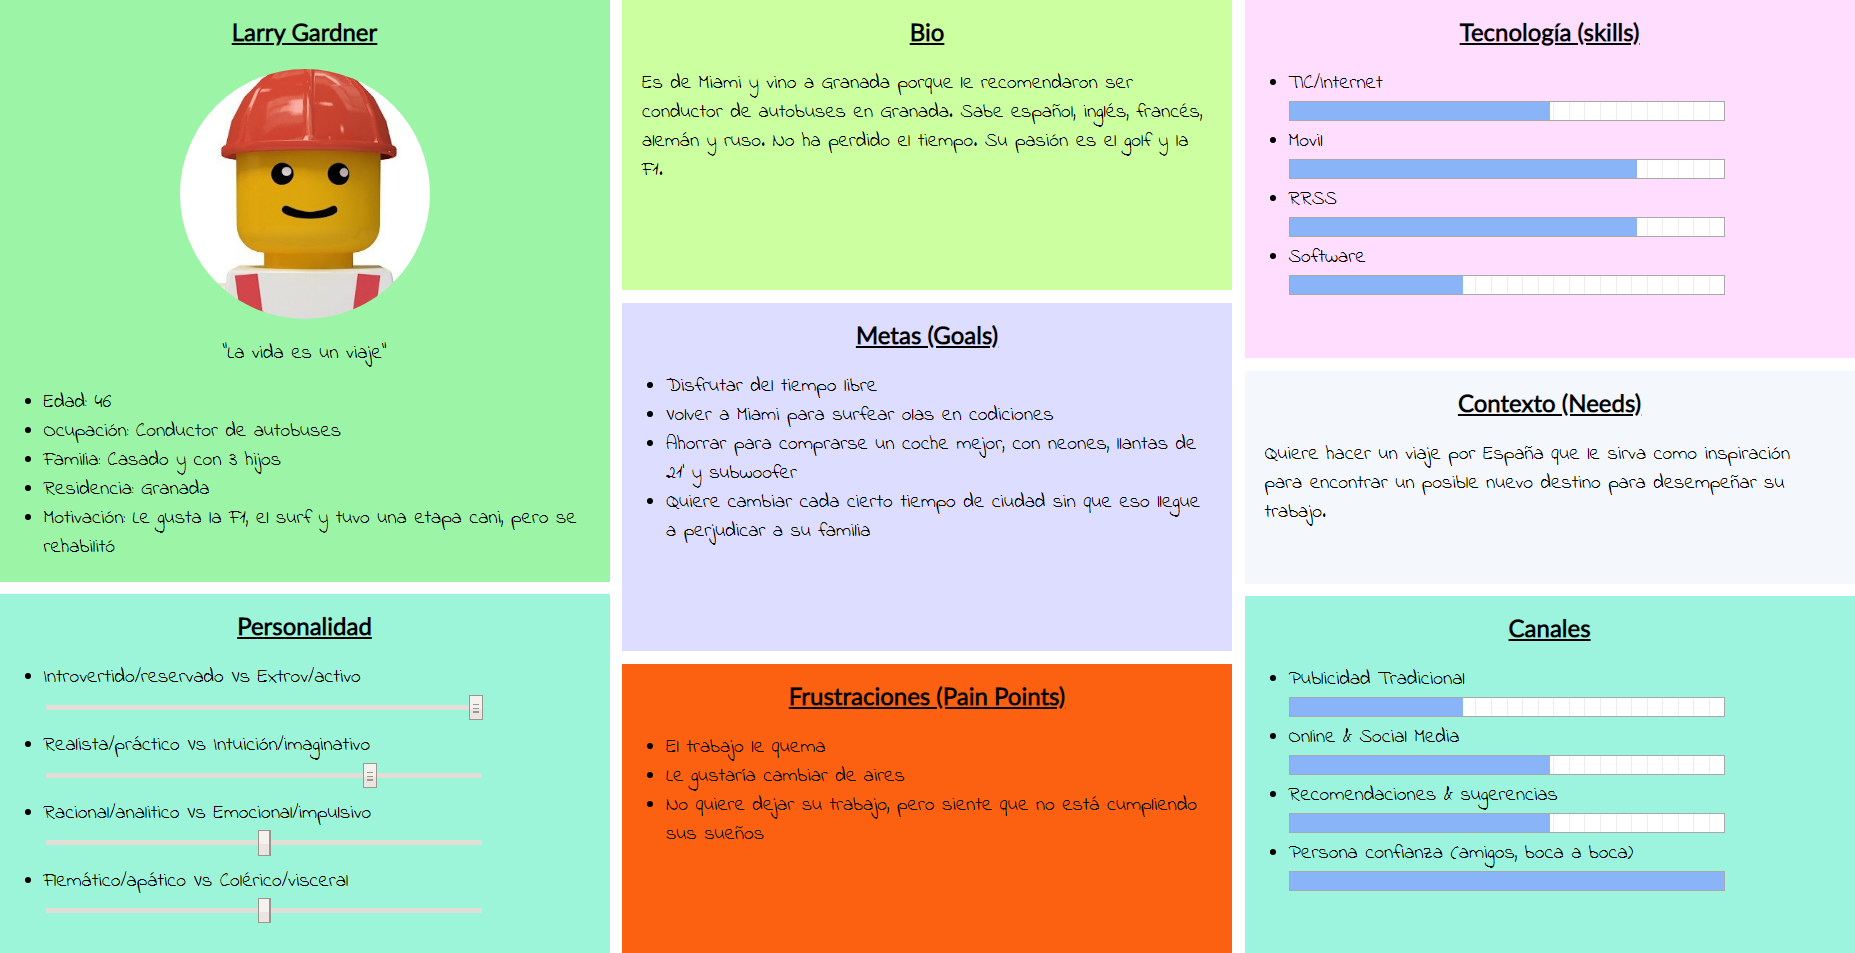 Larry Gardner
"La vida es un viaje"
Edad: 46
Ocupación: Conductor de autobuses
Familia: Casado y con 3 hijos
Residencia: Granada
Motivación: Le gusta la F1, el surf y tuvo una etapa cani, pero se
rehabilitó
Personalidad
Introvertido/reservado Vs Extrov/activo
Realista/práctico Vs Intuición/imaginativo
Racional/analítico Vs Emocional/impulsivo
Flemático/apático Vs Colérico/visceral
Bio
Es de Miami y vino a Granada porque le recomendaron ser
conductor de autobuses en Granada. Sabe español, inglés, francés,
alemán y ruso. No ha perdido el tiempo. Su pasión es el golf y la
F1.
Metas (Goals)
Disfrutar del tiempo libre
Volver a Miami para surfear olas en codiciones
Ahorrar para comprarse un coche mejor, con neones, llantas de
21' y subwoofer
Quiere cambiar cada cierto tiempo de ciudad sin que eso llegue
a perjudicar a su familia
Frustraciones (Pain Points)
El trabajo le quema
Le gustaría cambiar de aires
No quiere dejar su trabajo, pero siente que no está cumpliendo
sus sueños
Tecnología (skills)
TIC/Internet
Movil
RRSS
Software
Contexto (Needs)
Quiere hacer un viaje por España que le sirva como inspiración
para encontrar un posible nuevo destino para desempeñar su
trabajo.
Canales
Publicidad Tradicional
Online & Social Media
Recomendaciones & sugerencias
Persona confianza (amigos, boca a boca)